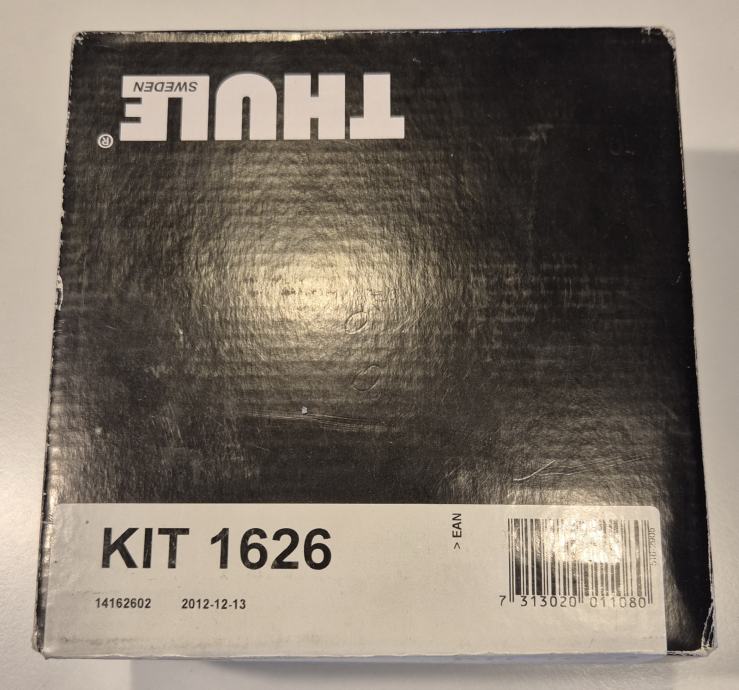 THULE
SWEDEN
®
KIT 1626
> EAN
14162602 2012-12-13
7 313020 011080